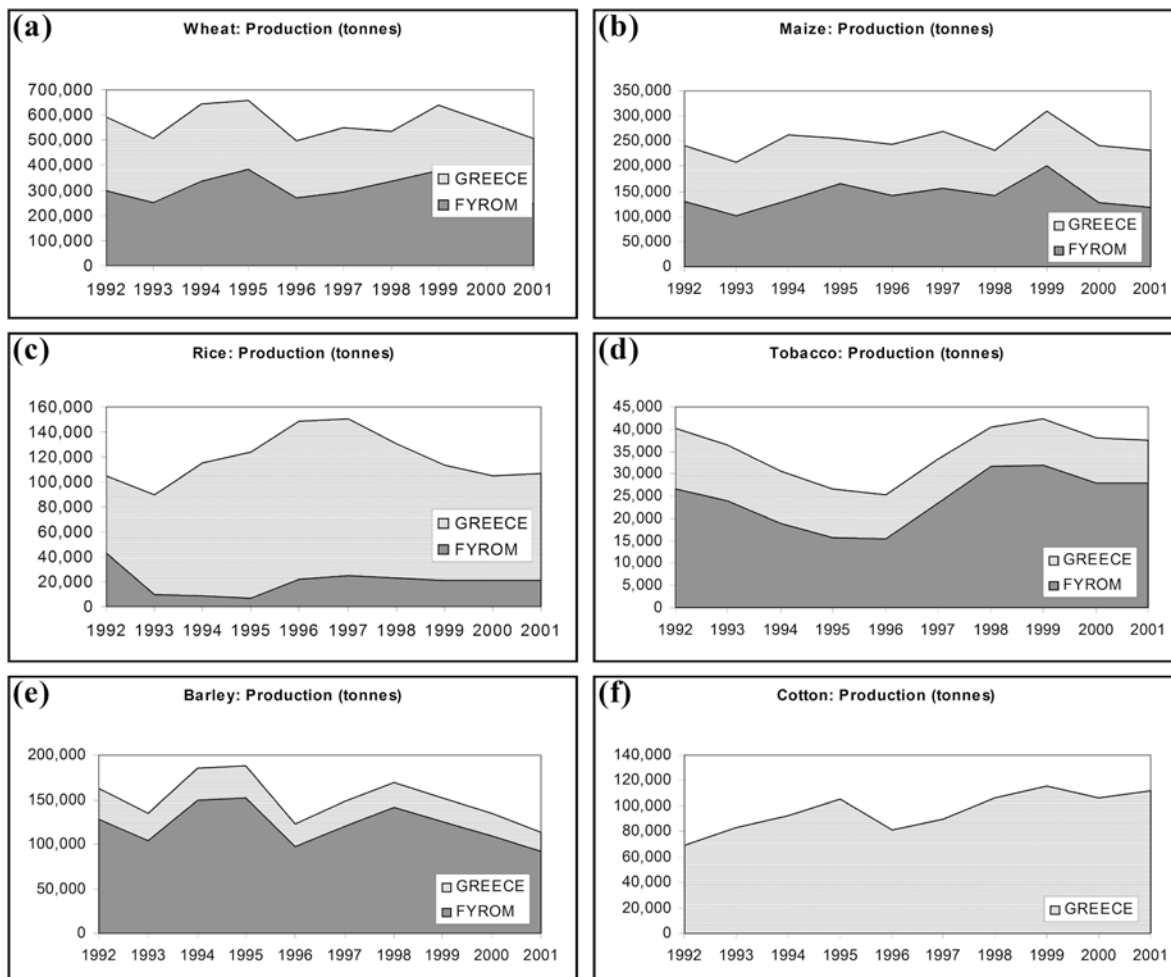 (a)
Wheat: Production (tonnes)
700,000
600,000
500,000
400,000
300,000
200,000
100,000
0
GREECE
FYROM
1992 1993 1994 1995 1996 1997 1998 1999 2000 2001
(b)
Maize: Production (tonnes)
350,000
300,000
250,000
200,000
150,000
100,000
50,000
0
GREECE
FYROM
1992 1993 1994 1995 1996 1997 1998 1999 2000 2001
(c)
Rice: Production (tonnes)
160,000
140,000
120,000
100,000
80,000
60,000
40,000
20,000
0
GREECE
FYROM
1992 1993 1994 1995 1996 1997 1998 1999 2000 2001
(d)
Tobacco: Production (tonnes)
45,000
40,000
35,000
30,000
25,000
20,000
15,000
10,000
5,000
0
GREECE
FYROM
1992 1993 1994 1995 1996 1997 1998 1999 2000 2001
(e)
Barley: Production (tonnes)
200,000
150,000
100,000
50,000
0
GREECE
FYROM
1992 1993 1994 1995 1996 1997 1998 1999 2000 2001
(f)
Cotton: Production (tonnes)
140,000
120,000
100,000
80,000
60,000
40,000
20,000
0
GREECE
1992 1993 1994 1995 1996 1997 1998 1999 2000 2001